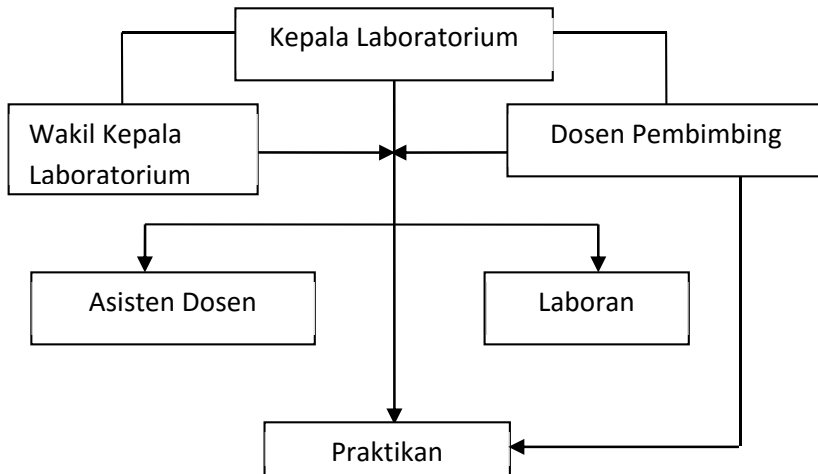 Kepala Laboratorium
Wakil Kepala
Laboratorium
Dosen Pembimbing
Asisten Dosen
Laboran
Praktikan